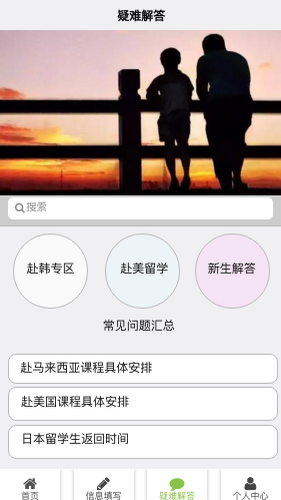 疑难解答
搜索
赴韩专区
赴美留学
新生解答
常见问题汇总
赴马来西亚课程具体安排
赴美国课程具体安排
日本留学生返回时间
首页
信息填写
疑难解答
个人中心